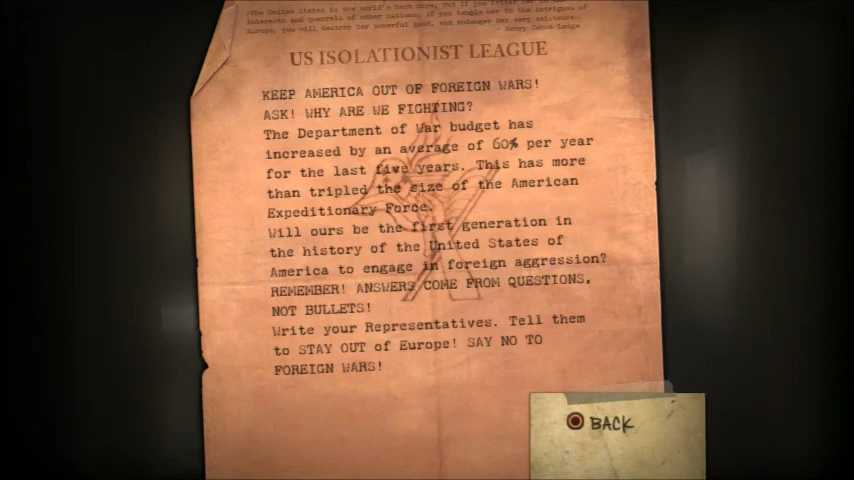 "The United States is the world's best hope, but if you fetter her in the
interests and quarrels of other nations, if you tangle her in the intrigues of
Europe, you will destroy her powerful good, and endanger her very existence.
- Henry Cabot Lodge
US ISOLATIONIST LEAGUE
KEEP AMERICA OUT OF FOREIGN WARS!
ASK! WHY ARE WE FIGHTING?
The Department of War budget has
increased by an average of 60% per year
for the last five years. This has more
than tripled the size of the American
Expeditionary Force.
Will ours be the first generation in
the history of the United States of
America to engage in foreign aggression?
REMEMBER! ANSWERS COME FROM QUESTIONS,
NOT BULLETS!
Write your Representatives. Tell them
to STAY OUT of Europe! SAY NO TO
FOREIGN WARS!
BACK